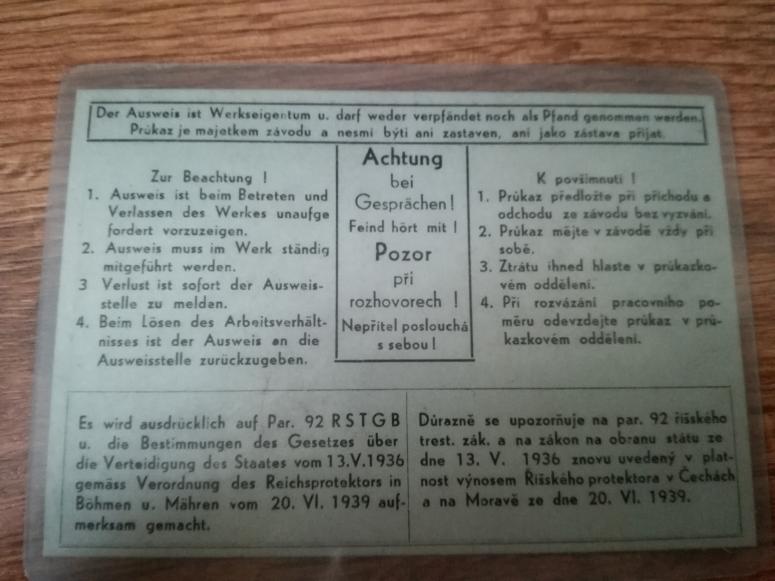 Der Ausweis ist Werkseigentum u. darf weder verpfändet noch als Pfand genommen werden.
Průkaz je majetkem závodu a nesmí býti ani zastaven, ani jako zástava přijat.
Zur Beachtung !
1. Ausweis ist beim Betreten und
Verlassen des Werkes unaufge
fordert vorzuzeigen.
2. Ausweis muss im Werk ständig
mitgeführt werden.
3 Verlust ist sofort der Ausweis-
stelle zu melden.
4. Beim Lösen des Arbeitsverhält-
nisses ist der Ausweis an die
Ausweisstelle zurückzugeben.
Achtung
bei
Gesprächen !
Feind hört mit !
Pozor
při
rozhovorech !
Nepřítel poslouchá
s sebou !
K povšimnutí !
1. Průkaz předložte při příchodu a
odchodu ze závodu bez vyzvání.
2. Průkaz mějte v závodě vždy při
sobě.
3. Ztrátu ihned hlaste v průkazko-
vém oddělení.
4. Při rozvázání pracovního po-
měru odevzdejte průkaz v prů-
kazkovém oddělení.
Es wird ausdrücklich auf Par. 92 R S T G B
u. die Bestimmungen des Gesetzes über
die Verteidigung des Staates vom 13.V.1936
gemäss Verordnung des Reichsprotektors in
Böhmen u. Mähren vom 20. VI. 1939 auf-
merksam gemacht.
Důrazně se upozorňuje na par. 92 říšského
trest. zák. a na zákon na obranu státu ze
dne 13. V. 1936 znovu uvedený v plat-
nost výnosem Říšského protektora v Čechách
a na Moravě ze dne 20. VI. 1939.